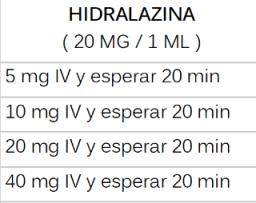 HIDRALAZINA
( 20 MG / 1 ML )
5 mg IV y esperar 20 min
10 mg IV y esperar 20 min
20 mg IV y esperar 20 min
40 mg IV y esperar 20 min